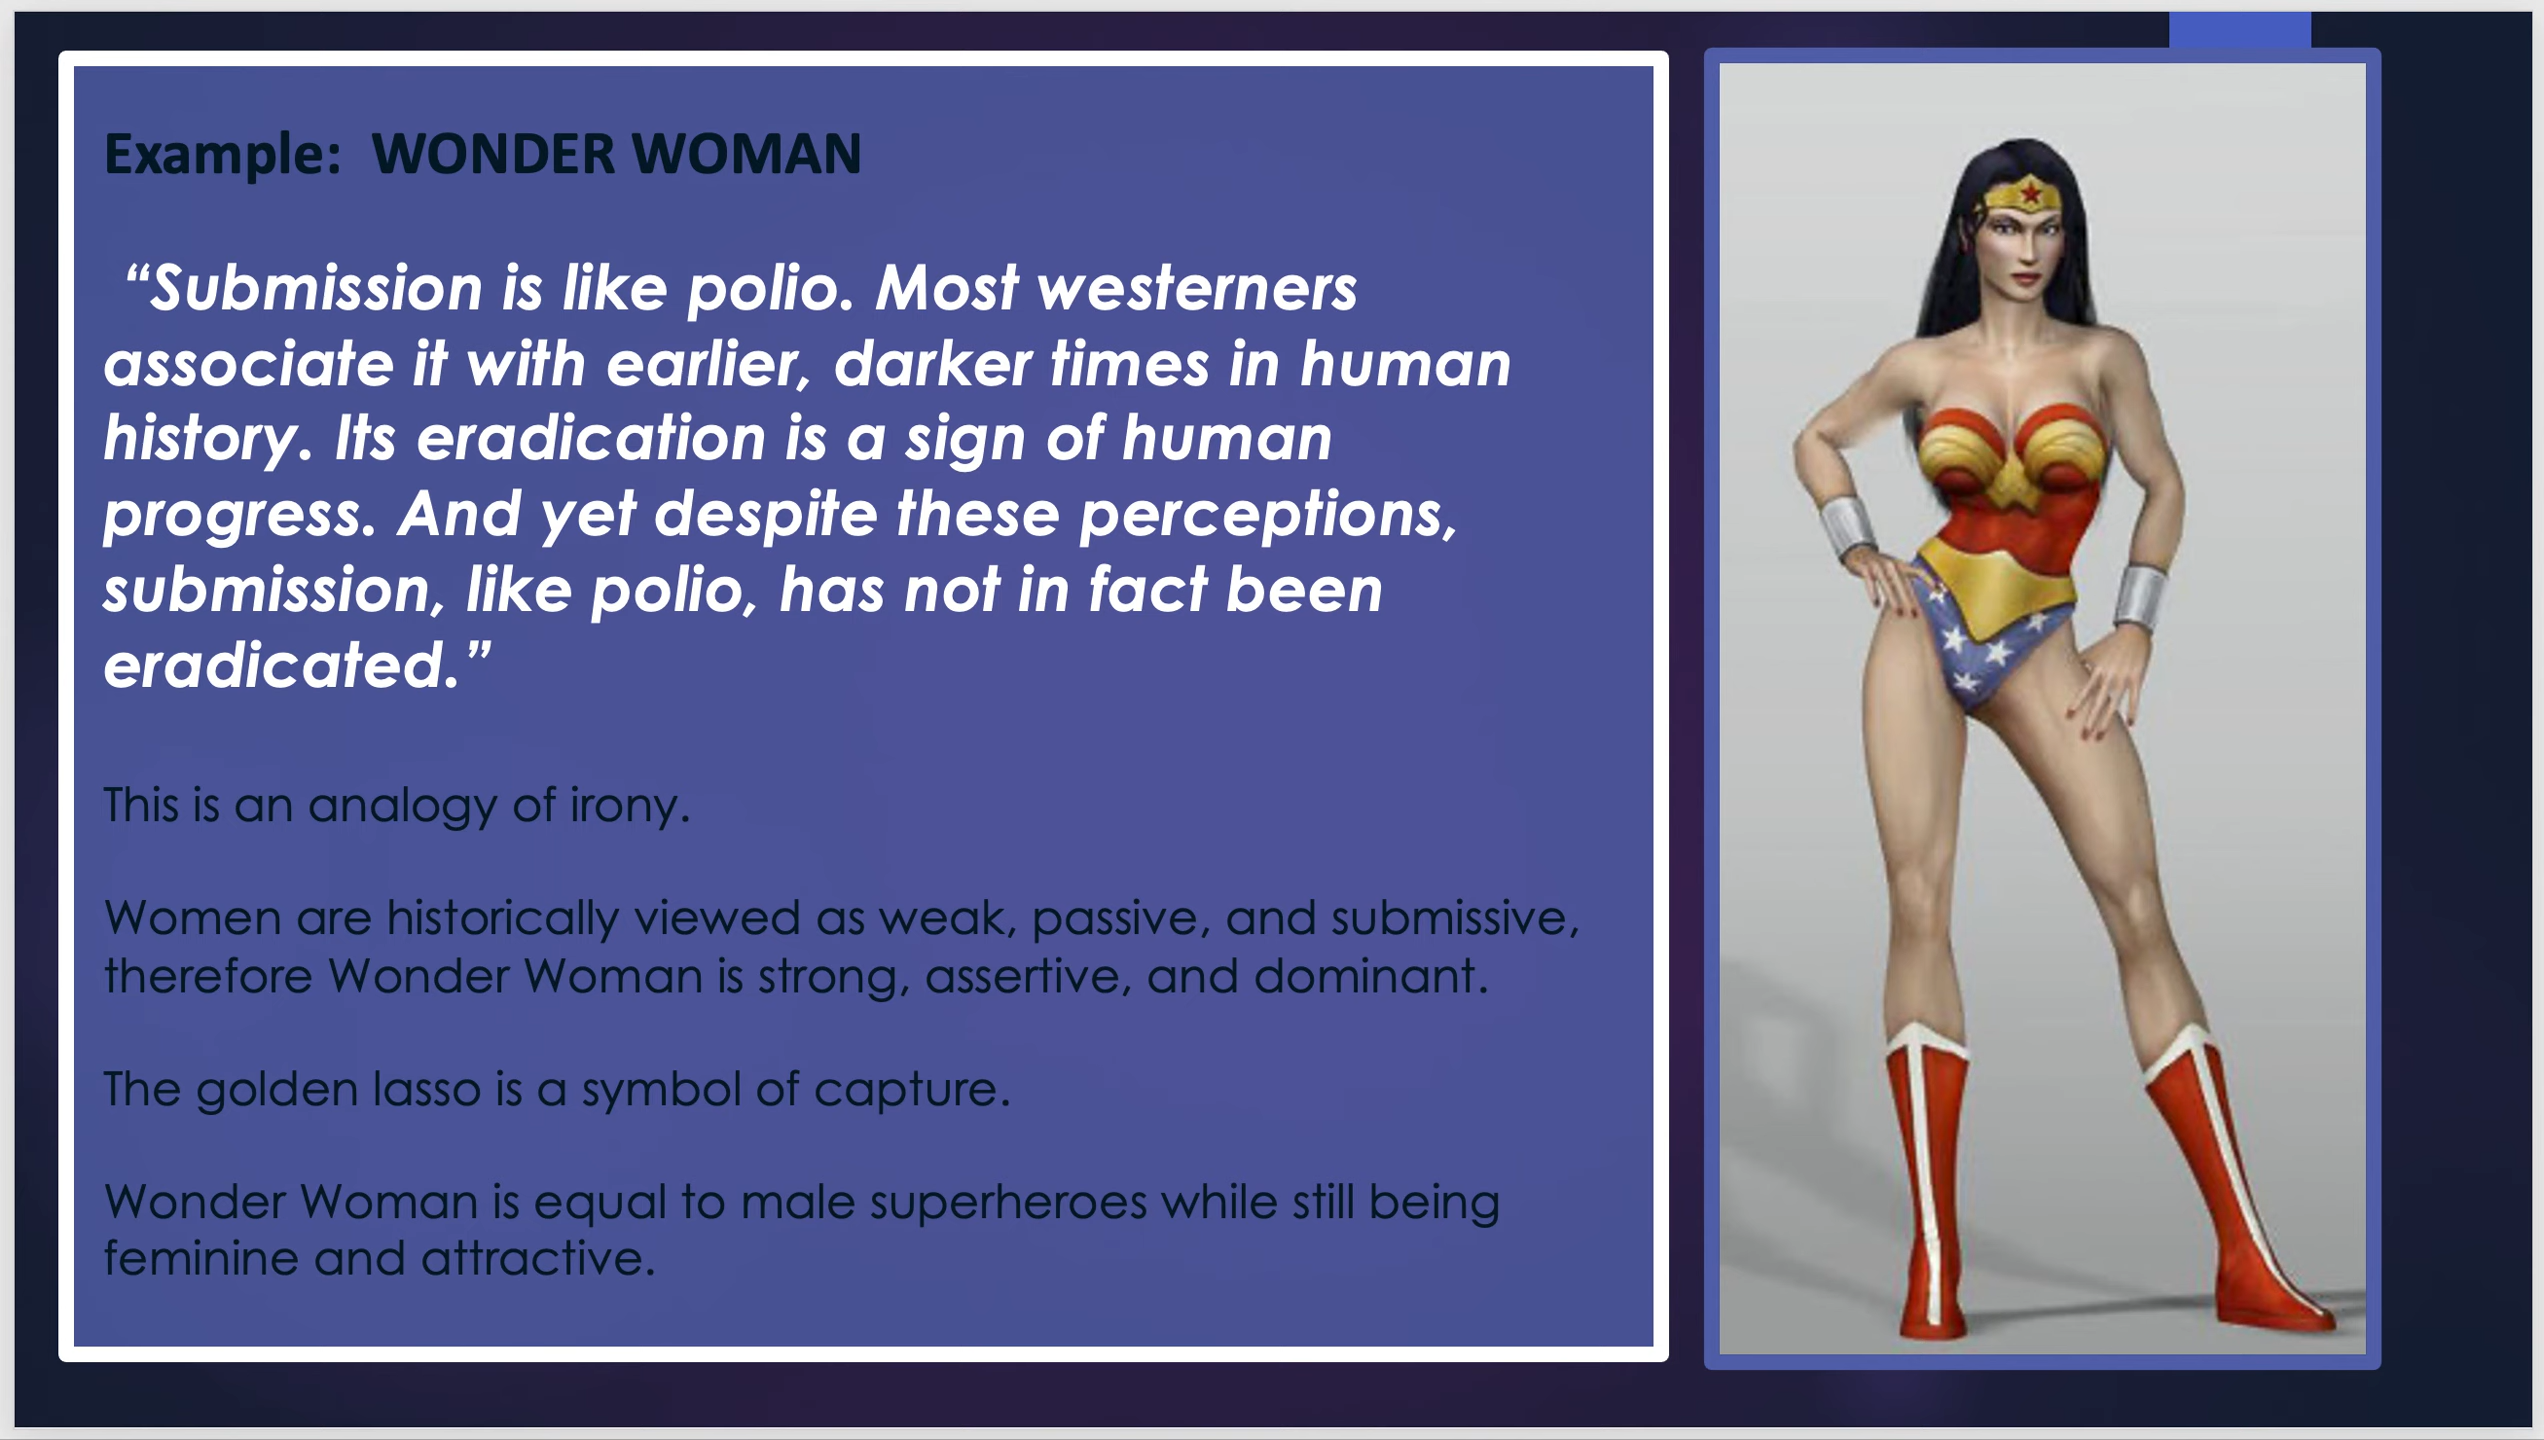 Example:  WONDER WOMAN
“Submission is like polio. Most westerners
associate it with earlier, darker times in human
history. Its eradication is a sign of human
progress. And yet despite these perceptions,
submission, like polio, has not in fact been
eradicated.”
This is an analogy of irony.
Women are historically viewed as weak, passive, and submissive,
therefore Wonder Woman is strong, assertive, and dominant.
The golden lasso is a symbol of capture.
Wonder Woman is equal to male superheroes while still being
feminine and attractive.